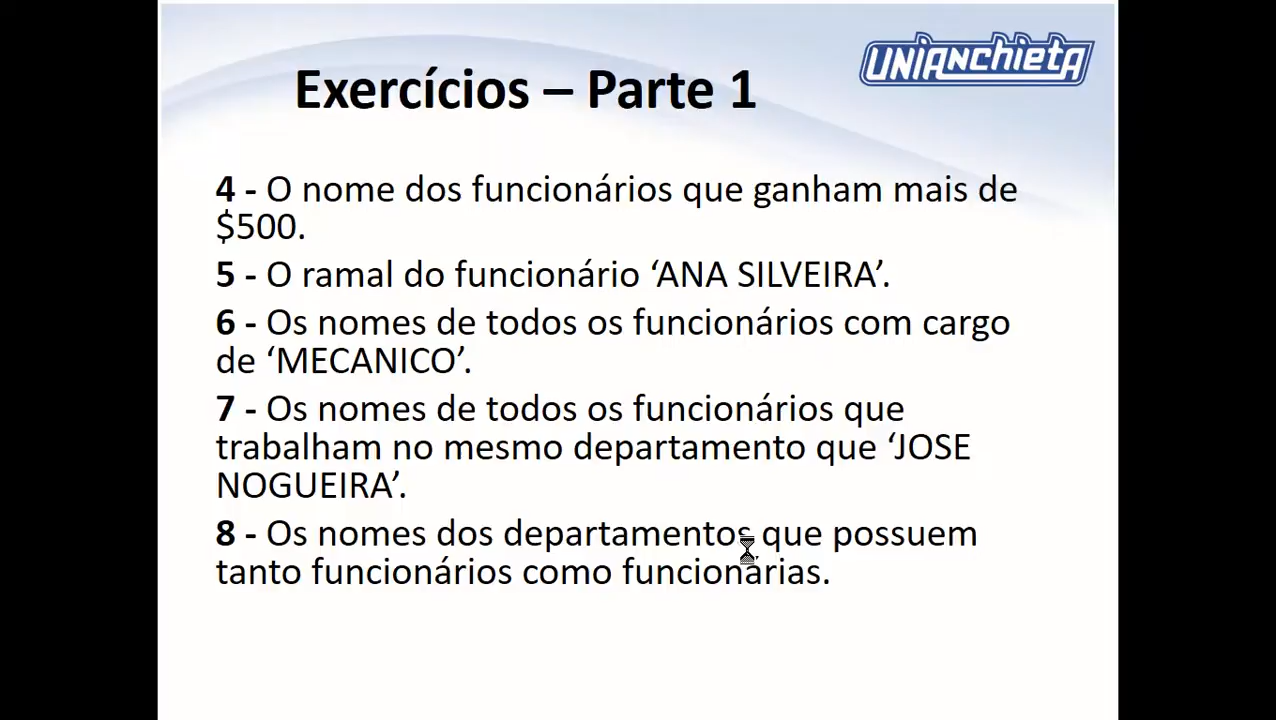 UNIANCHIETA
Exercícios – Parte 1
4 - O nome dos funcionários que ganham mais de
$500.
5 - O ramal do funcionário ‘ANA SILVEIRA’.
6 - Os nomes de todos os funcionários com cargo
de ‘MECANICO’.
7 - Os nomes de todos os funcionários que
trabalham no mesmo departamento que ‘JOSE
NOGUEIRA’.
8 - Os nomes dos departamentos que possuem
tanto funcionários como funcionárias.